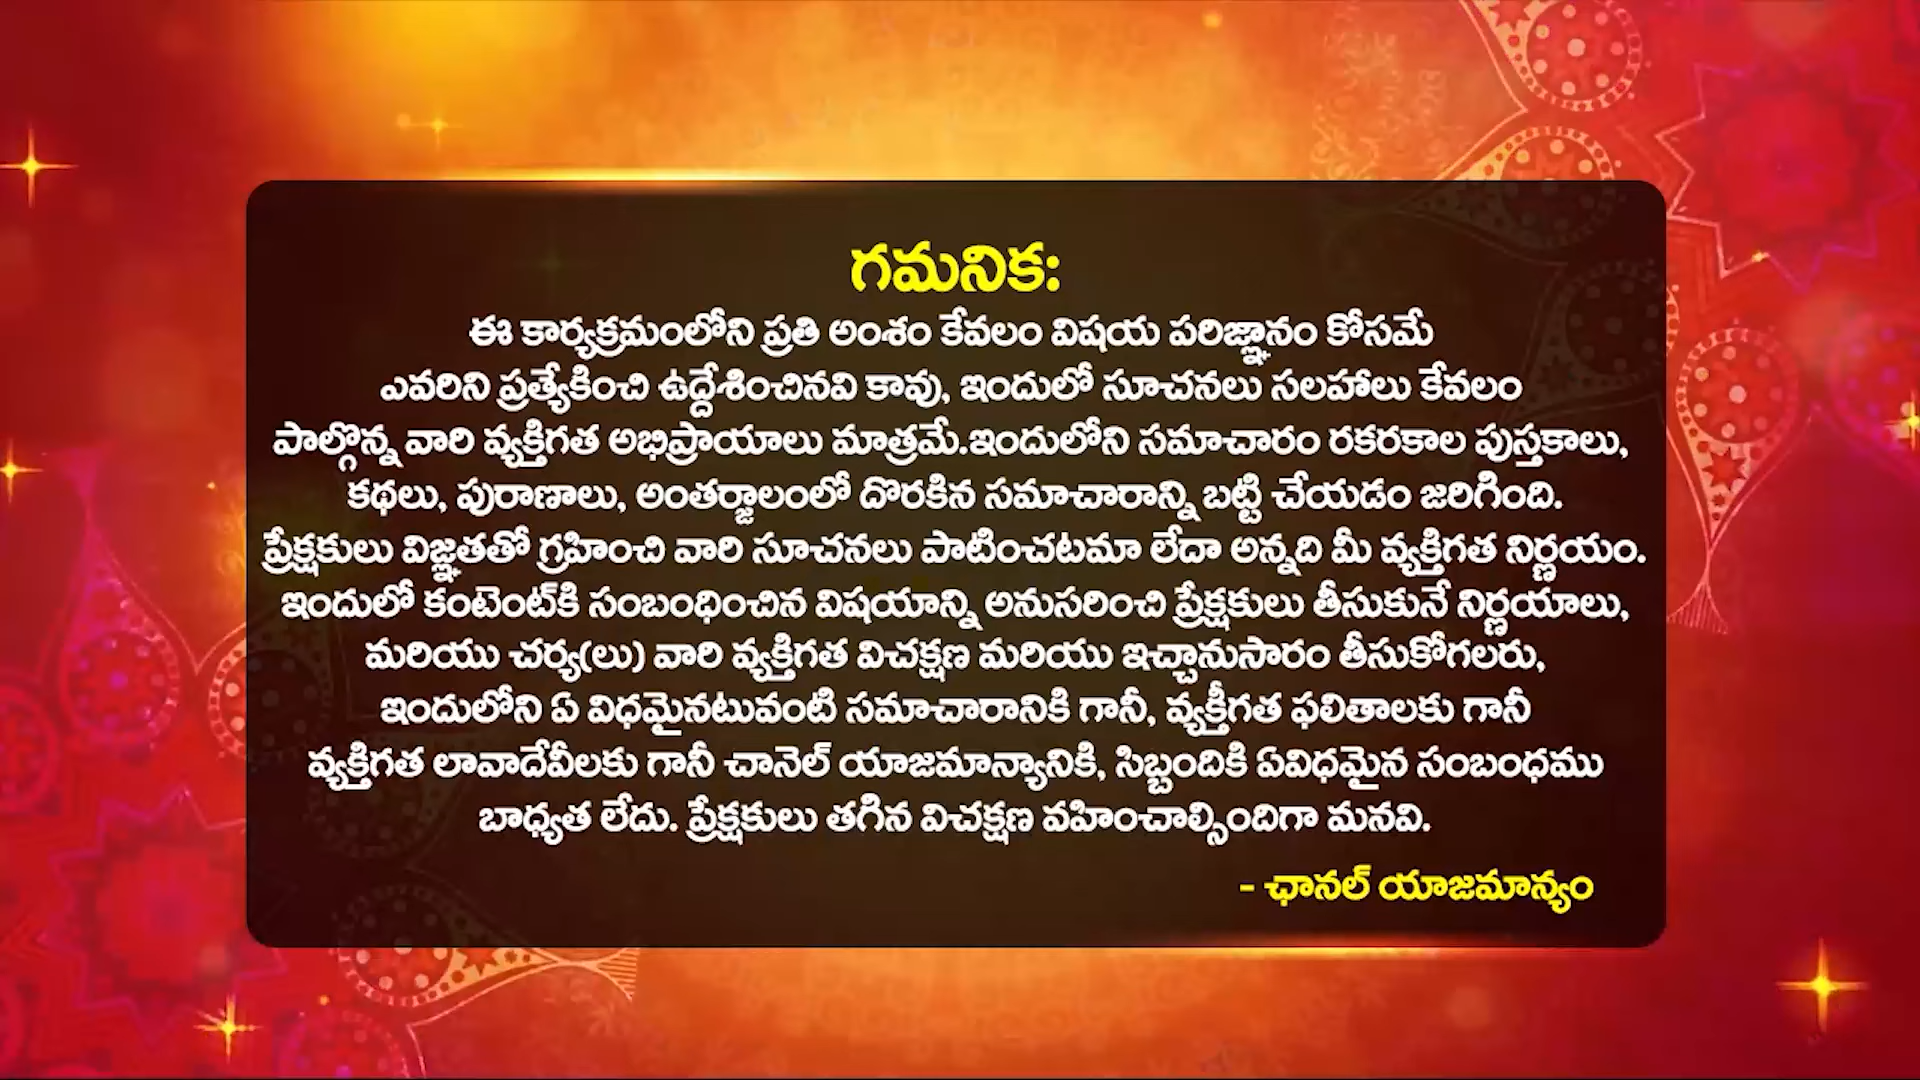 గమనిక:
ఈ కార్యక్రమంలోని ప్రతి అంశం కేవలం విషయ పరిజ్ఞానం కోసమే
ఎవరిని ప్రత్యేకించి ఉద్దేశించినవి కావు, ఇందులో సూచనలు సలహాలు కేవలం
పాల్గొన్న వారి వ్యక్తిగత అభిప్రాయాలు మాత్రమే.ఇందులోని సమాచారం రకరకాల పుస్తకాలు,
కథలు, పురాణాలు, అంతర్జాలంలో దొరకిన సమాచారాన్ని బట్టి చేయడం జరిగింది.
ప్రేక్షకులు విజ్ఞతతో గ్రహించి వారి సూచనలు పాటించటమా లేదా అన్నది మీ వ్యక్తిగత నిర్ణయం.
ఇందులో కంటెంట్‌కి సంబంధించిన విషయాన్ని అనుసరించి ప్రేక్షకులు తీసుకునే నిర్ణయాలు,
మరియు చర్య(లు) వారి వ్యక్తిగత విచక్షణ మరియు ఇచ్చానుసారం తీసుకోగలరు,
ఇందులోని ఏ విధమైనటువంటి సమాచారానికి గానీ, వ్యక్తీగత ఫలితాలకు గానీ
వ్యక్తిగత లావాదేవీలకు గానీ చానెల్ యాజమాన్యానికి, సిబ్బందికి ఏవిధమైన సంబంధము
బాధ్యత లేదు. ప్రేక్షకులు తగిన విచక్షణ వహించాల్సిందిగా మనవి.
- ఛానల్ యాజమాన్యం